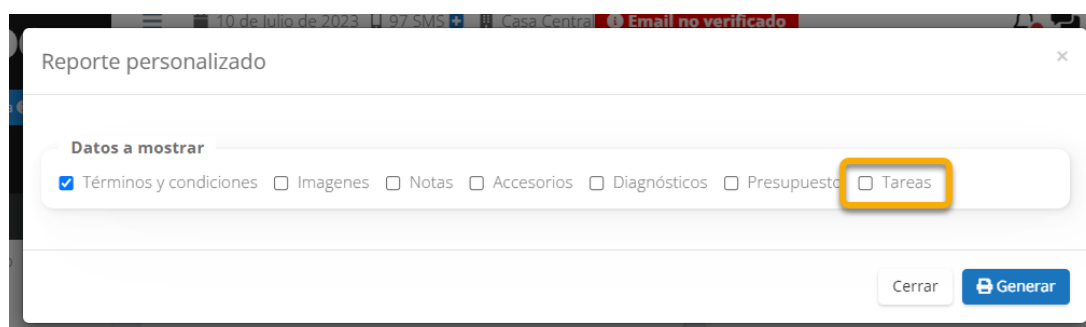 10 de Julio de 2023 97 SMS Casa Central Email no verificado
Reporte personalizado ×
Datos a mostrar
Términos y condiciones Imagenes Notas Accesorios Diagnósticos Presupuesto Tareas
Cerrar Generar